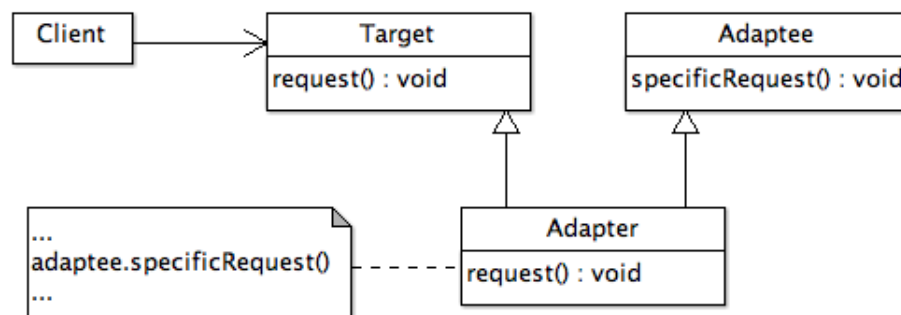 Client
Target
request() : void
Adaptee
specificRequest() : void
Adapter
request() : void
...
adaptee.specificRequest()
...